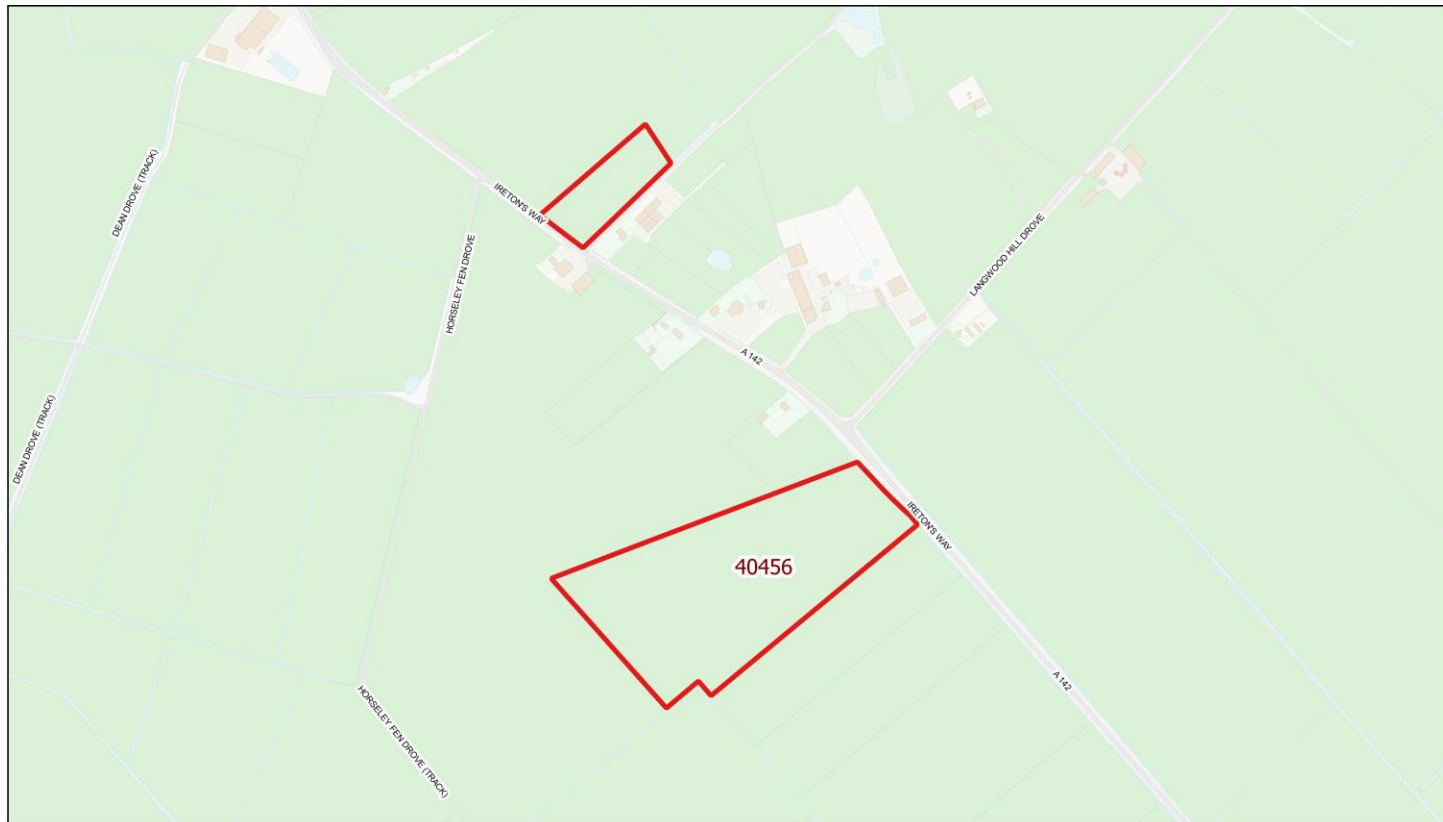 DEAN DROVE (TRACK)
IRETON'S WAY
HORSELEY FEN DROVE
LANGWOOD HILL DROVE
A 142
DEAN DROVE (TRACK)
IRETON'S WAY
40456
A 142
HORSELEY FEN DROVE (TRACK)